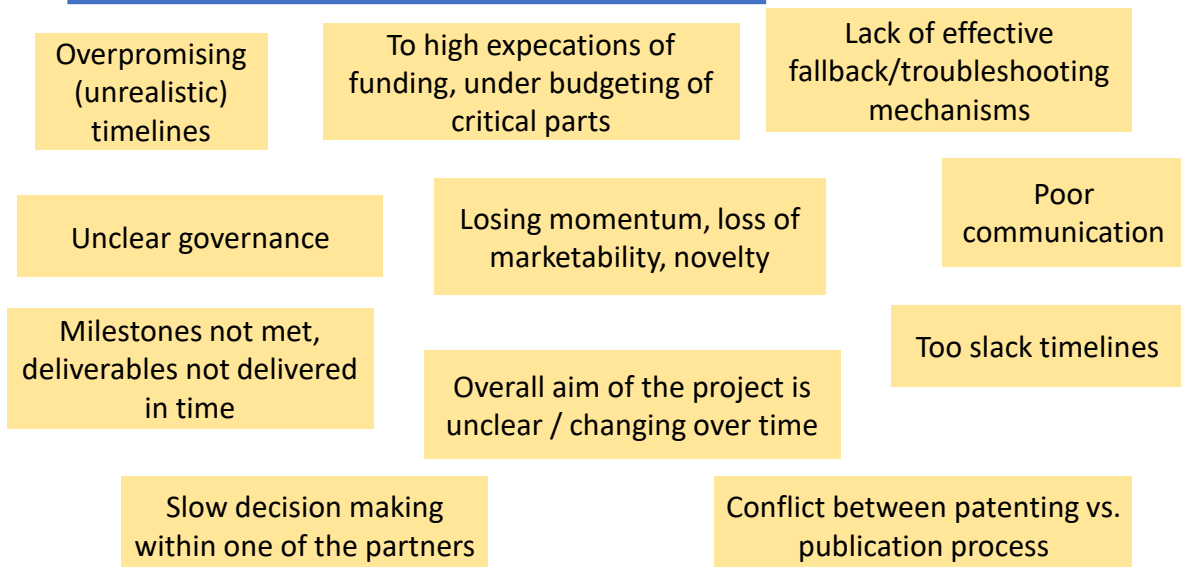 Overpromising
(unrealistic)
timelines
To high expecations of
funding, under budgeting of
critical parts
Lack of effective
fallback/troubleshooting
mechanisms
Unclear governance
Losing momentum, loss of
marketability, novelty
Poor
communication
Milestones not met,
deliverables not delivered
in time
Overall aim of the project is
unclear / changing over time
Too slack timelines
Slow decision making
within one of the partners
Conflict between patenting vs.
publication process